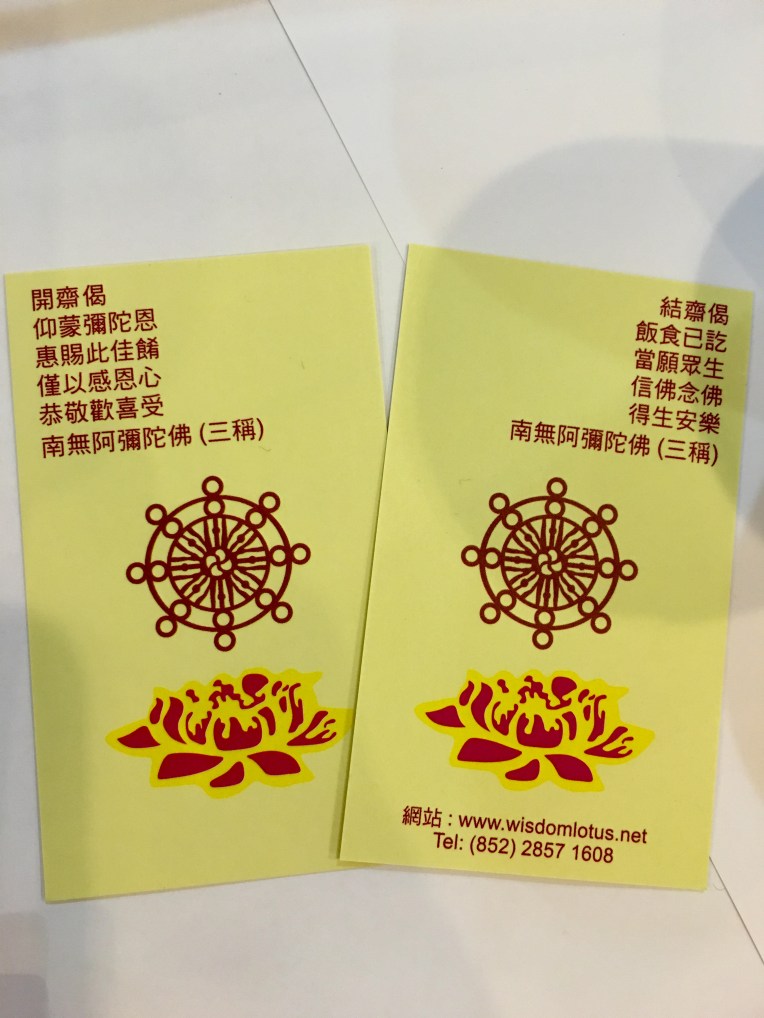 開齋偈
仰蒙彌陀恩
惠賜此佳餚
僅以感恩心
恭敬歡喜受
南無阿彌陀佛 (三稱)
結齋偈
飯食已訖
當願眾生
信佛念佛
得生安樂
南無阿彌陀佛 (三稱)
網站 : www.wisdomlotus.net
Tel: (852) 2857 1608